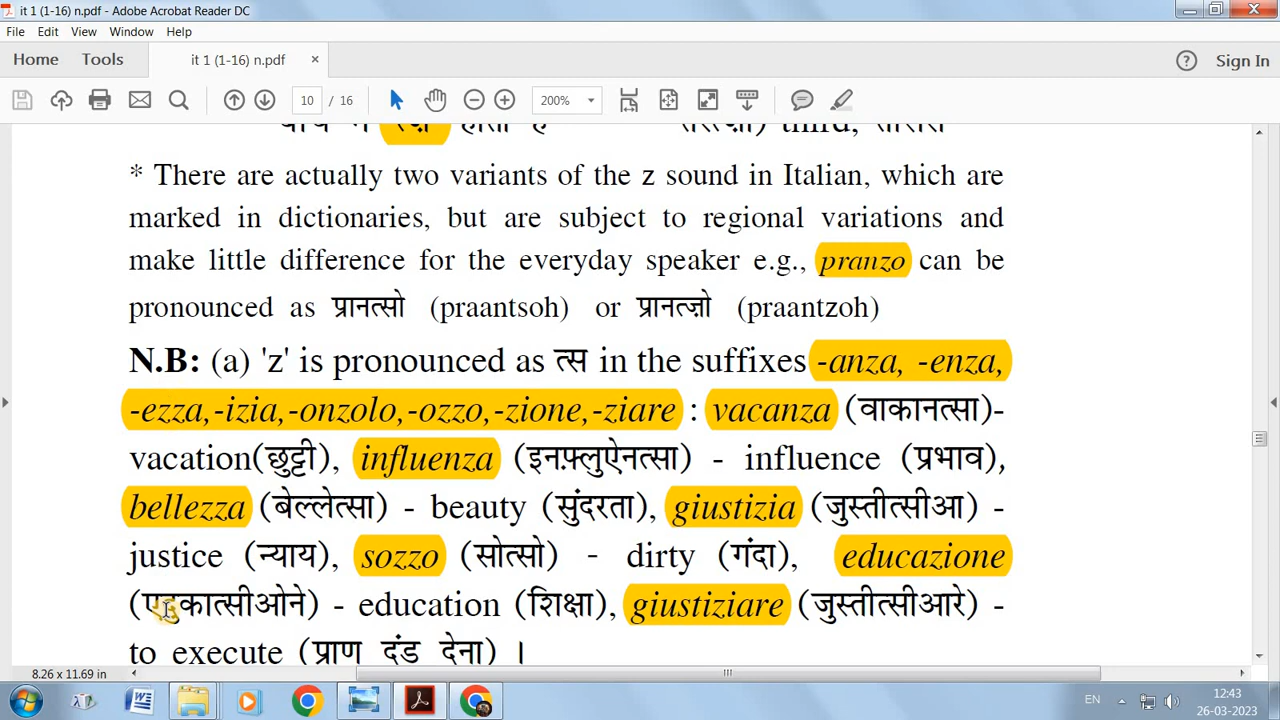 it 1 (1-16) n.pdf - Adobe Acrobat Reader DC
File Edit View Window Help
Home Tools it 1 (1-16) n.pdf × ? Sign In
10 / 16 200%
* There are actually two variants of the z sound in Italian, which are
marked in dictionaries, but are subject to regional variations and
make little difference for the everyday speaker e.g., pranzo can be
pronounced as प्रानत्सो (praantsoh) or प्रानत्ज़ो (praantzoh)
N.B: (a) 'z' is pronounced as त्स in the suffixes -anza, -enza,
-ezza,-izia,-onzolo,-ozzo,-zione,-ziare : vacanza (वाकानत्सा)-
vacation(छुट्टी), influenza (इनफ़्लुऐनत्सा) - influence (प्रभाव),
bellezza (बेल्लेत्सा) - beauty (सुंदरता), giustizia (जुस्तीत्सीआ) -
justice (न्याय), sozzo (सोत्सो) - dirty (गंदा), educazione
(एदुकात्सीओने) - education (शिक्षा), giustiziare (जुस्तीत्सीआरे) -
to execute (प्राण दंड देना) ।
8.26 x 11.69 in
EN 12:43
26-03-2023